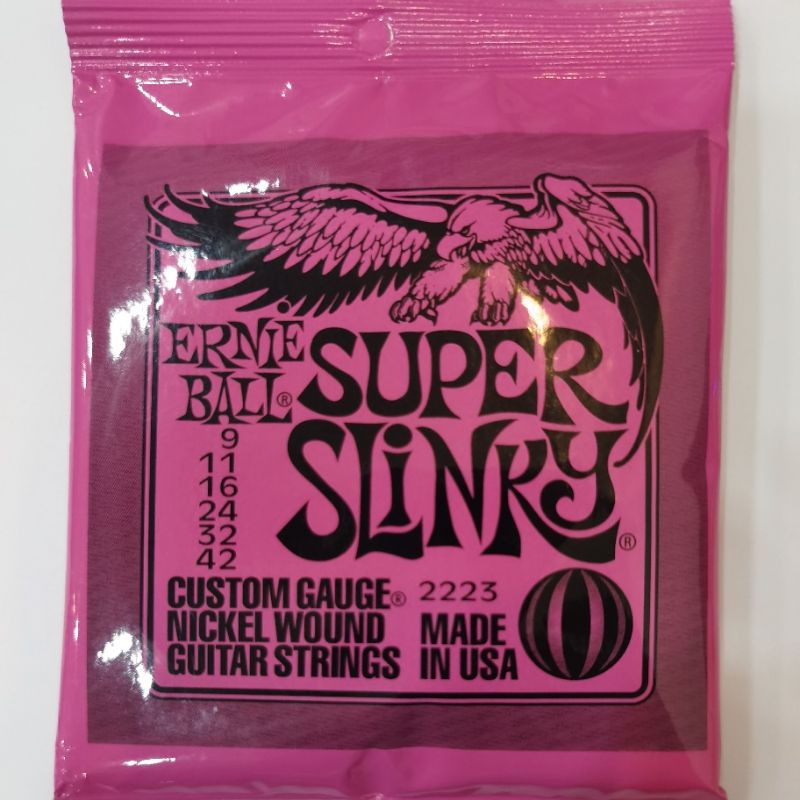 ERNiE
BALL®
SUPER
SLiNKY®
9
11
16
24
32
42
CUSTOM GAUGE®
NICKEL WOUND
GUITAR STRINGS
2223
MADE
IN USA